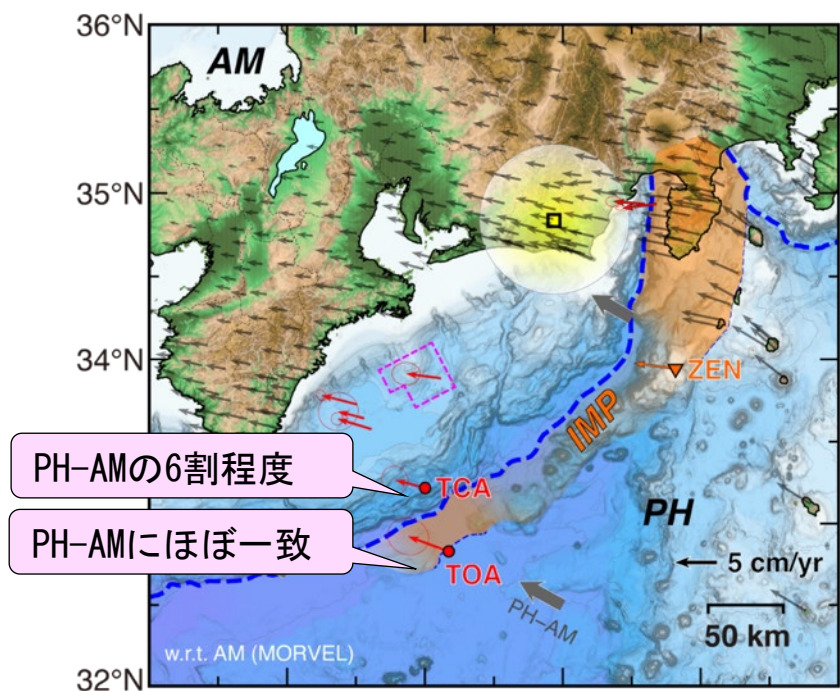 36°N
AM
35°N
34°N
ZEN
IMP
PH-AMの6割程度
TCA
PH
PH-AMにほぼ一致
TOA
5 cm/yr
PH-AM
50 km
w.r.t. AM (MORVEL)
32°N